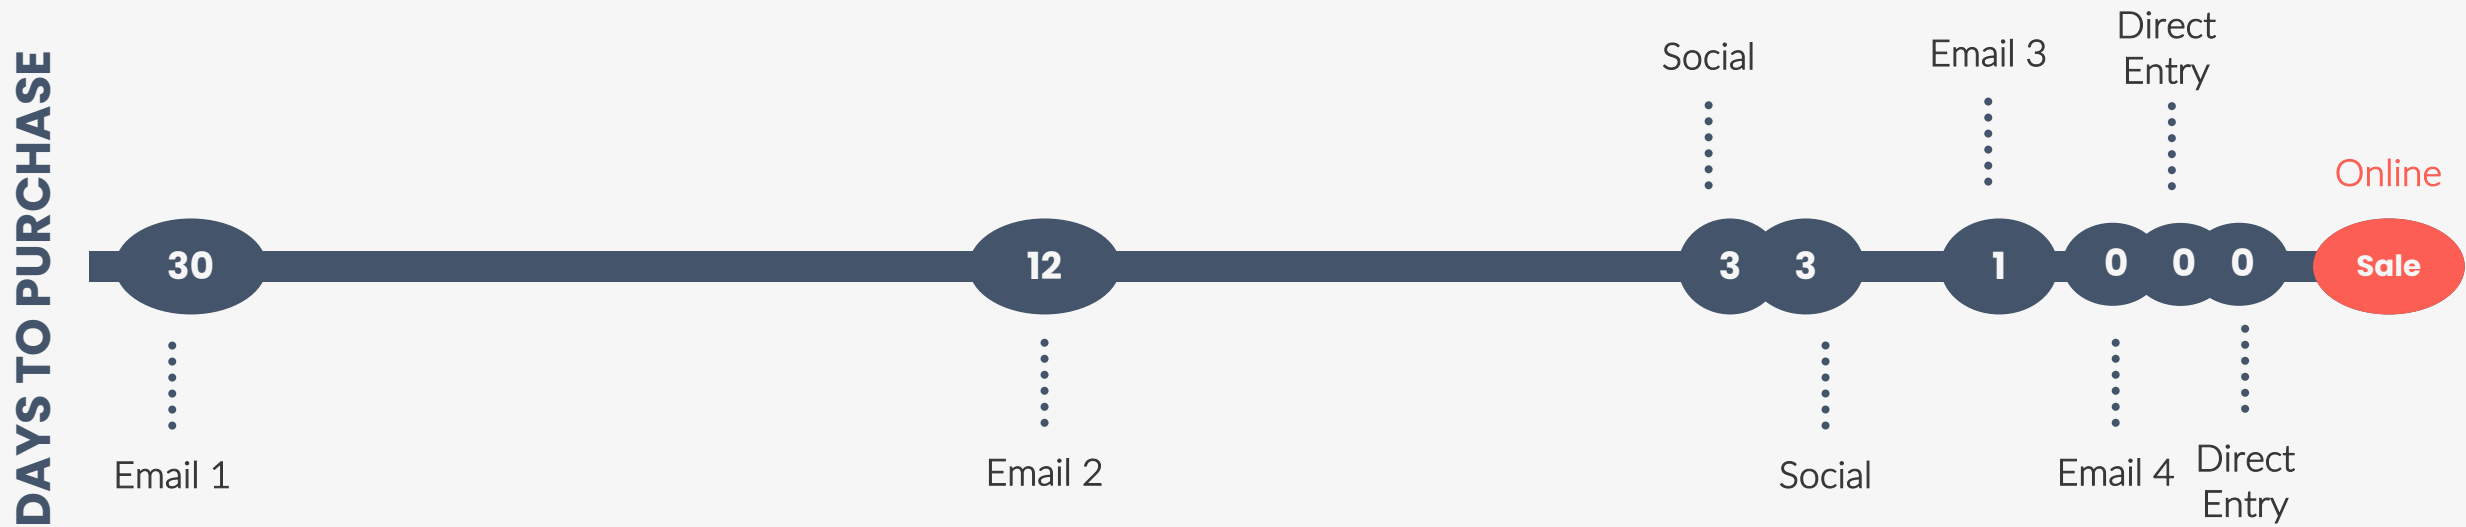 DAYS TO PURCHASE
Social
Email 3
Direct
Entry
Online
30
12
3
3
1
0
0
0
Sale
Email 1
Email 2
Social
Email 4
Direct
Entry